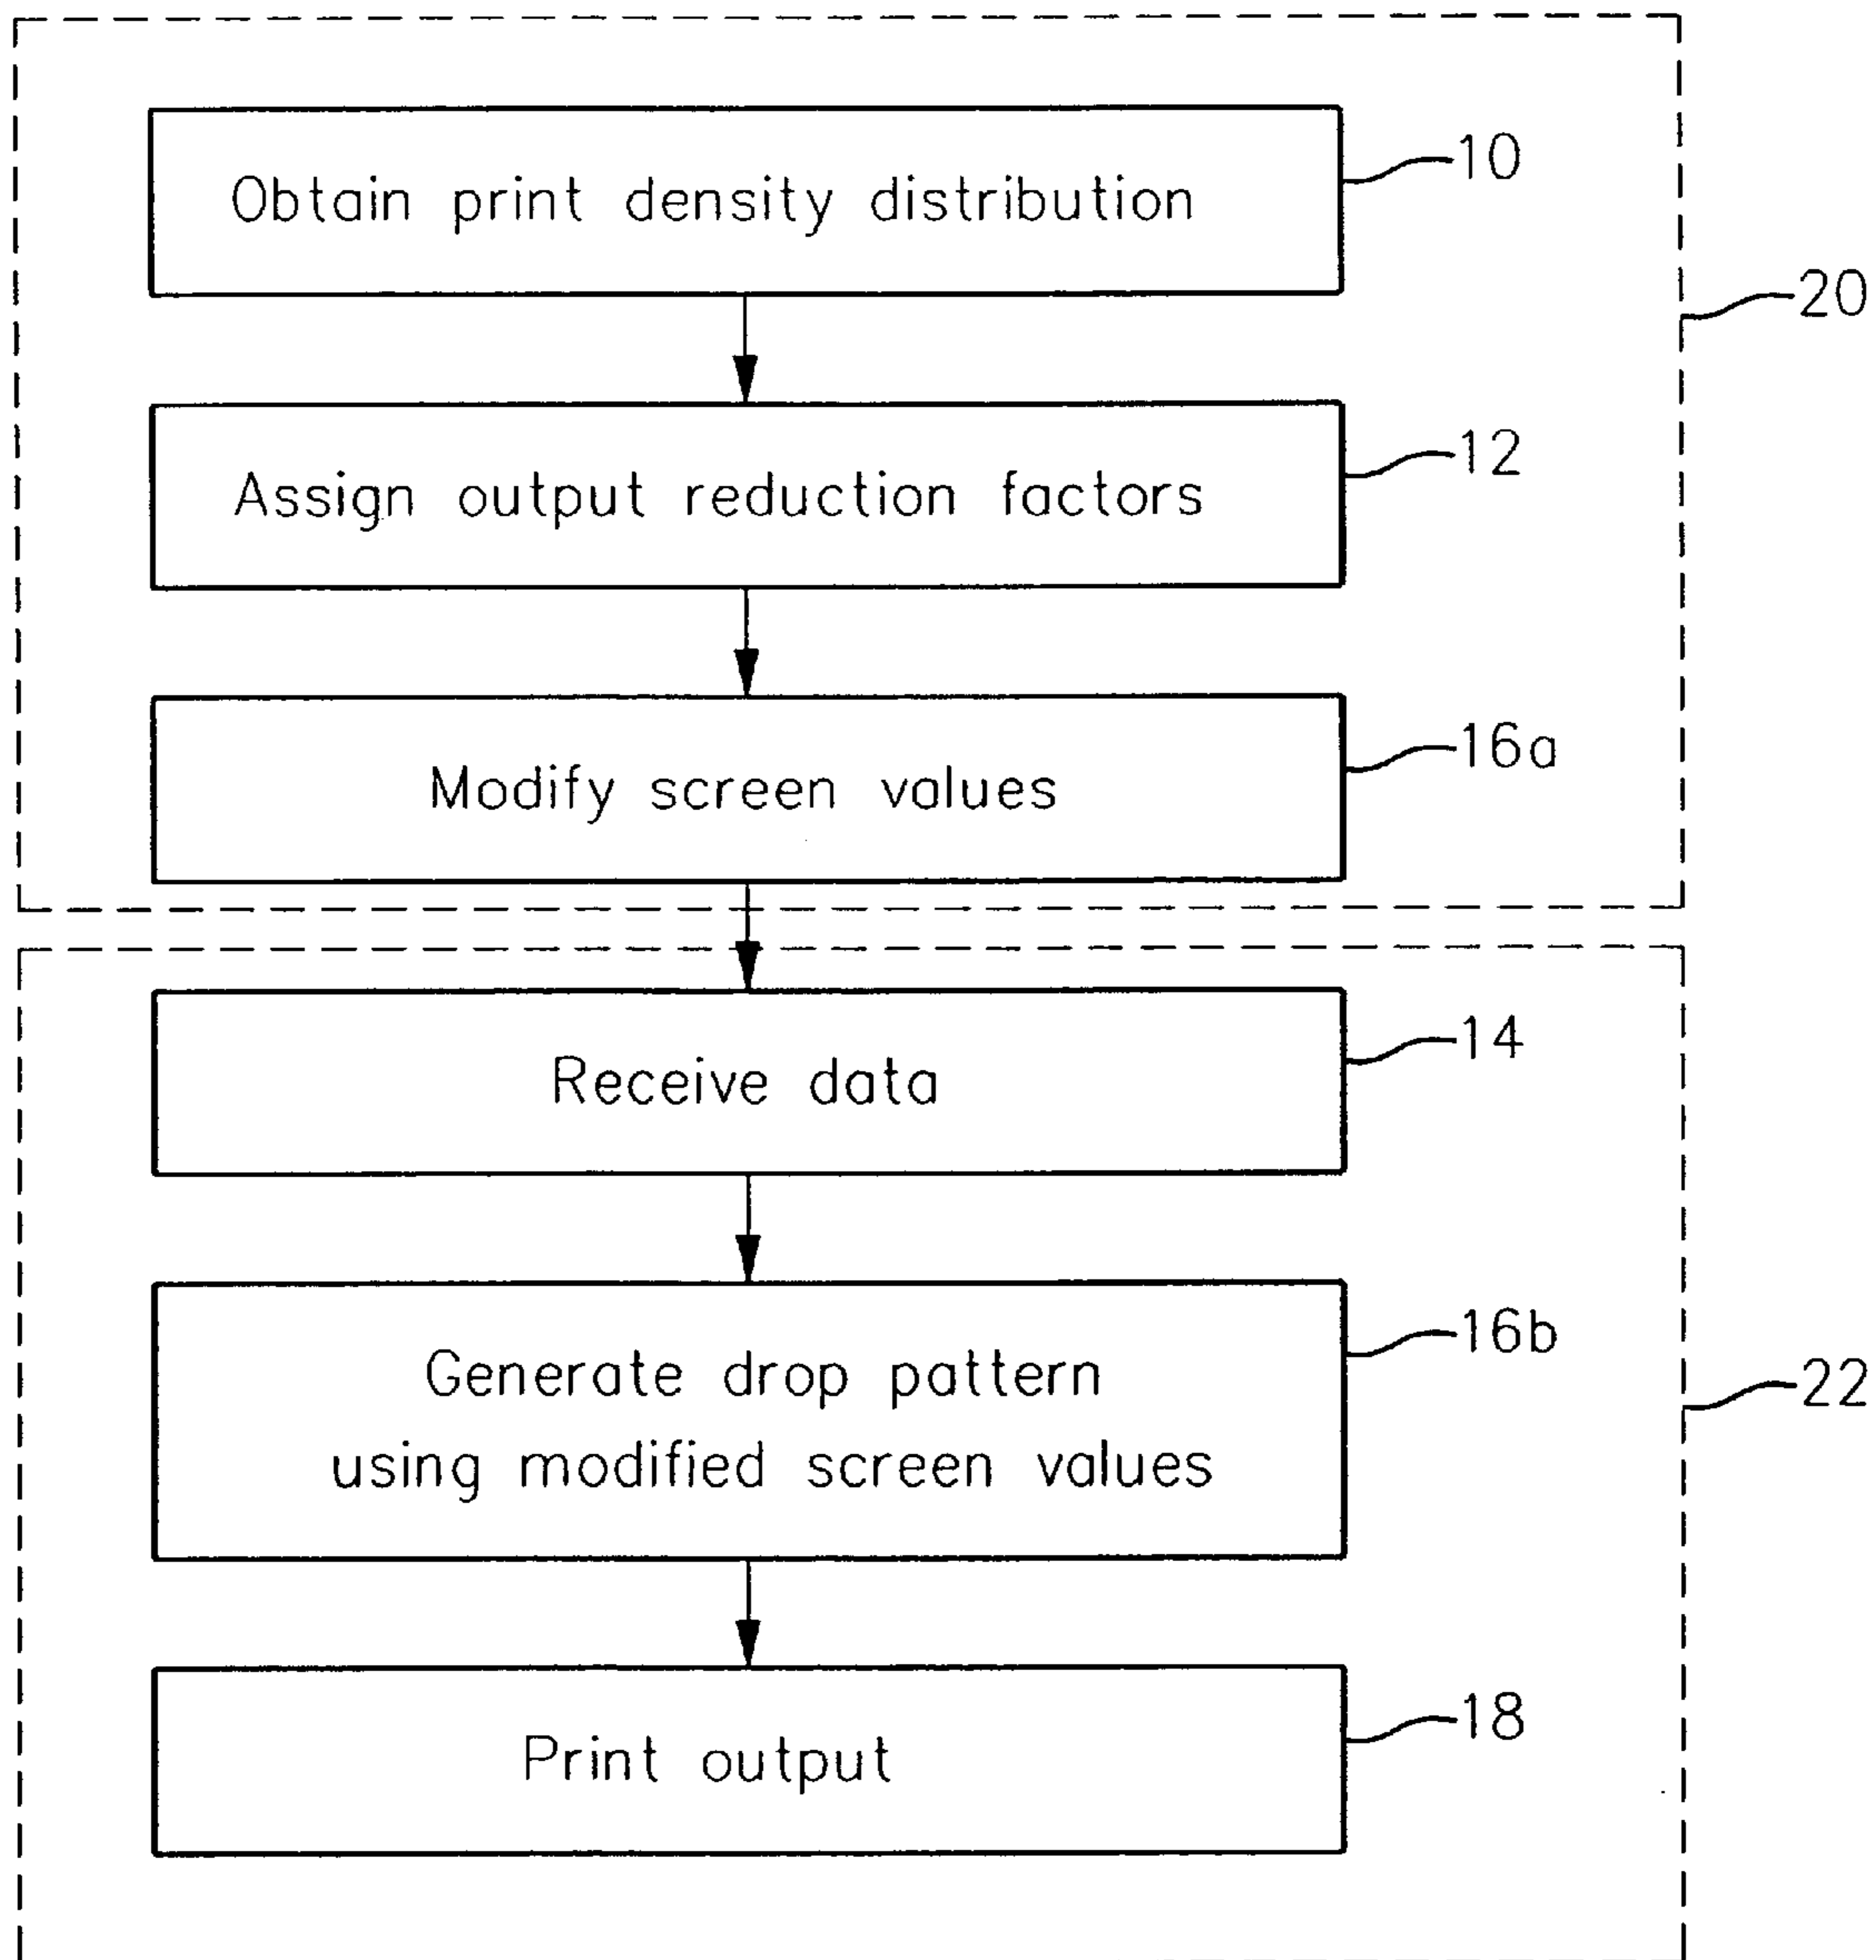 Obtain print density distribution
10
20
Assign output reduction factors
12
Modify screen values
16a
Receive data
14
Generate drop pattern
using modified screen values
16b
22
Print output
18